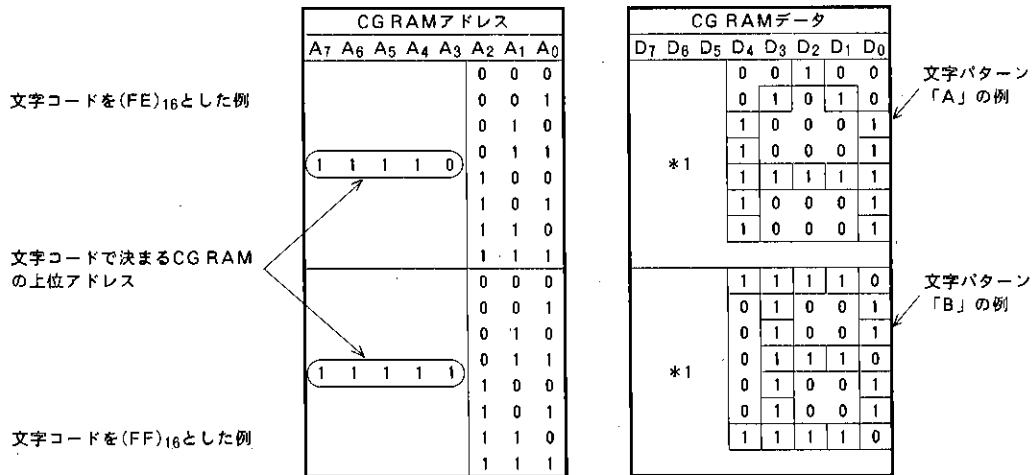 CG RAMアドレス
A7 A6 A5 A4 A3 A2 A1 A0
0 0 0
0 0 1
0 1 0
0 1 1
1 1 1 1 0
1 0 0
1 0 1
1 1 0
1 1 1
0 0 0
0 0 1
0 1 0
0 1 1
1 1 1 1 1
1 0 0
1 0 1
1 1 0
1 1 1
文字コードを(FE)16とした例
文字コードで決まるCG RAM
の上位アドレス
文字コードを(FF)16とした例
CG RAMデータ
D7 D6 D5 D4 D3 D2 D1 D0
0 0 1 0 0
0 1 0 1 0
1 0 0 0 1
1 0 0 0 1
*1
1 1 1 1 1
1 0 0 0 1
1 0 0 0 1
1 1 1 1 0
0 1 0 0 1
0 1 0 0 1
0 1 1 1 0
*1
0 1 0 0 1
0 1 0 0 1
1 1 1 1 0
文字パターン
「A」の例
文字パターン
「B」の例